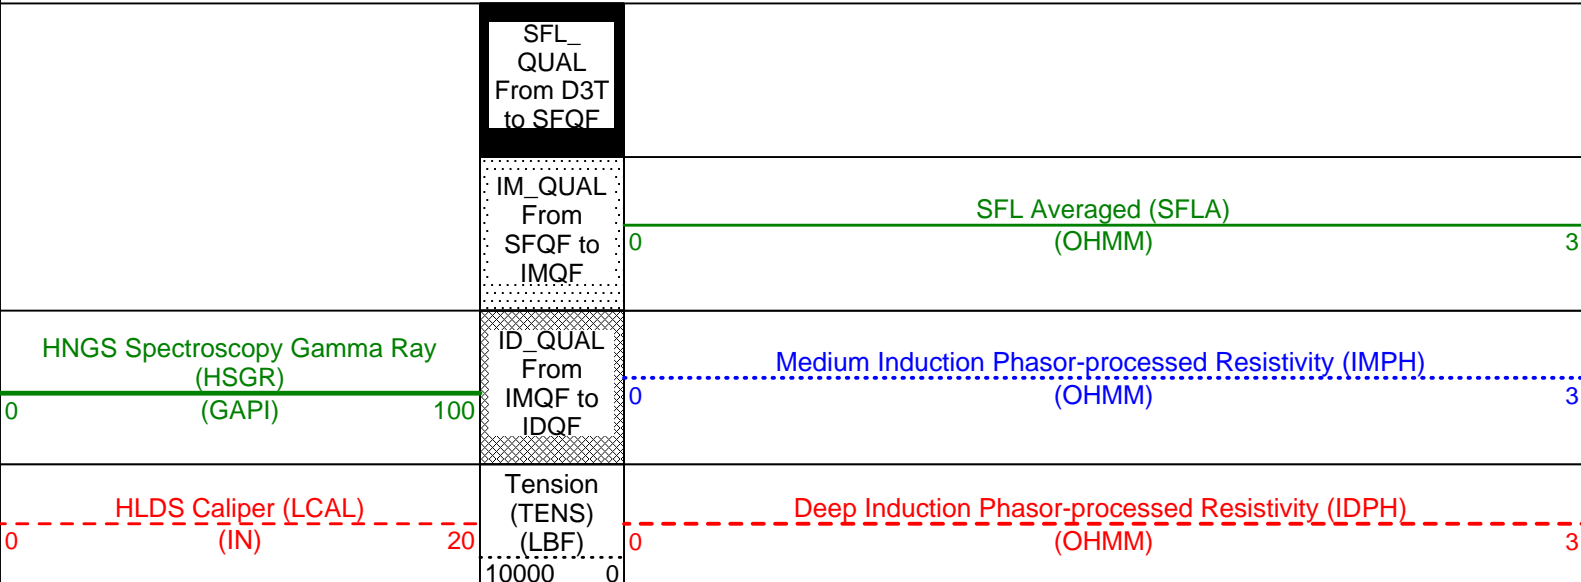 SFL_
QUAL
From D3T
to SFQF
IM_QUAL
From
SFQF to
IMQF
SFL Averaged (SFLA)
0 (OHMM) 3
HNGS Spectroscopy Gamma Ray
(HSGR)
0 (GAPI) 100
ID_QUAL
From
IMQF to
IDQF
Medium Induction Phasor-processed Resistivity (IMPH)
0 (OHMM) 3
HLDS Caliper (LCAL)
0 (IN) 20
Tension
(TENS)
(LBF)
10000 0
Deep Induction Phasor-processed Resistivity (IDPH)
0 (OHMM) 3